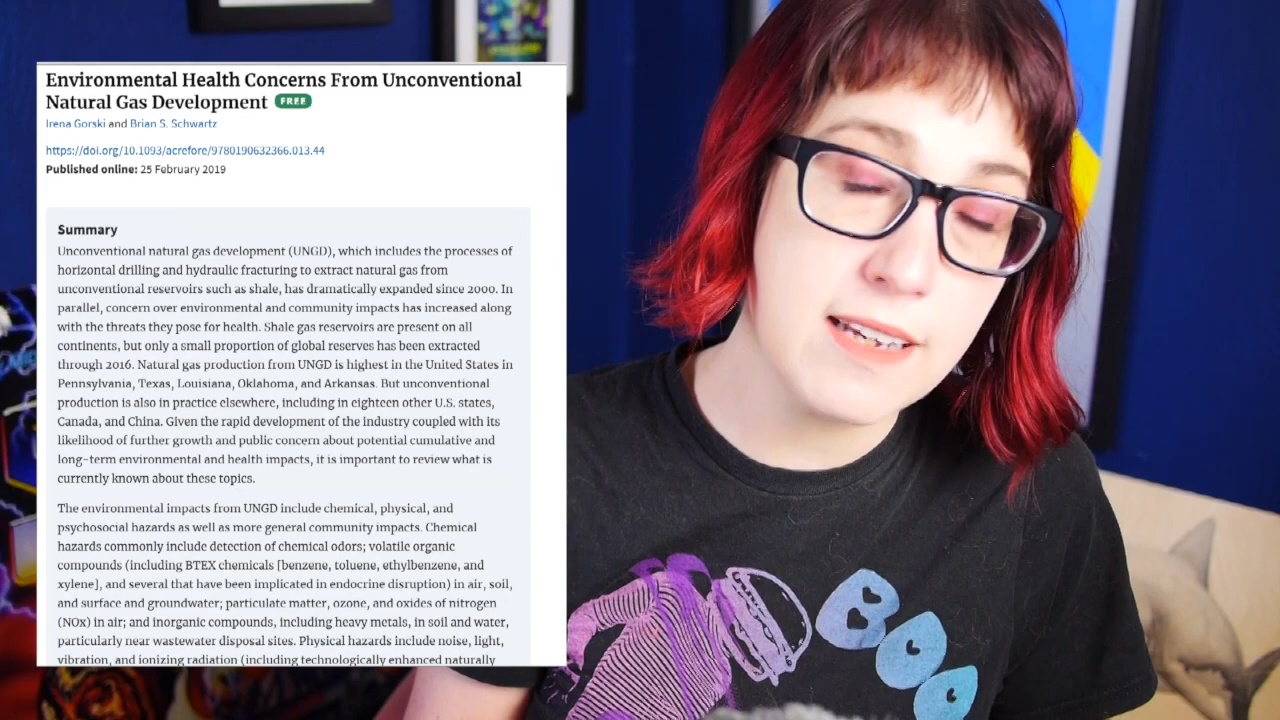 Environmental Health Concerns From Unconventional
Natural Gas Development FREE
Irena Gorski and Brian S. Schwartz
https://doi.org/10.1093/acrefore/9780190632366.013.44
Published online: 25 February 2019
Summary
Unconventional natural gas development (UNGD), which includes the processes of
horizontal drilling and hydraulic fracturing to extract natural gas from
unconventional reservoirs such as shale, has dramatically expanded since 2000. In
parallel, concern over environmental and community impacts has increased along
with the threats they pose for health. Shale gas reservoirs are present on all
continents, but only a small proportion of global reserves has been extracted
through 2016. Natural gas production from UNGD is highest in the United States in
Pennsylvania, Texas, Louisiana, Oklahoma, and Arkansas. But unconventional
production is also in practice elsewhere, including in eighteen other U.S. states,
Canada, and China. Given the rapid development of the industry coupled with its
likelihood of further growth and public concern about potential cumulative and
long-term environmental and health impacts, it is important to review what is
currently known about these topics.
The environmental impacts from UNGD include chemical, physical, and
psychosocial hazards as well as more general community impacts. Chemical
hazards commonly include detection of chemical odors; volatile organic
compounds (including BTEX chemicals [benzene, toluene, ethylbenzene, and
xylene], and several that have been implicated in endocrine disruption) in air, soil,
and surface and groundwater; particulate matter, ozone, and oxides of nitrogen
(NOx) in air; and inorganic compounds, including heavy metals, in soil and water,
particularly near wastewater disposal sites. Physical hazards include noise, light,
vibration, and ionizing radiation (including technologically enhanced naturally
BOO